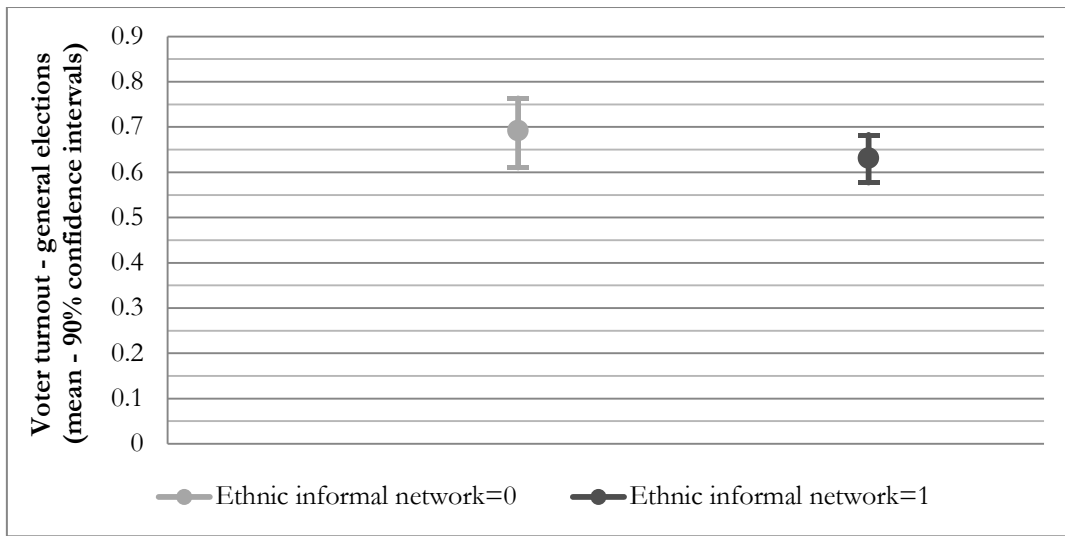 Voter turnout - general elections
(mean - 90% confidence intervals)
0.9
0.8
0.7
0.6
0.5
0.4
0.3
0.2
0.1
0
Ethnic informal network=0
Ethnic informal network=1